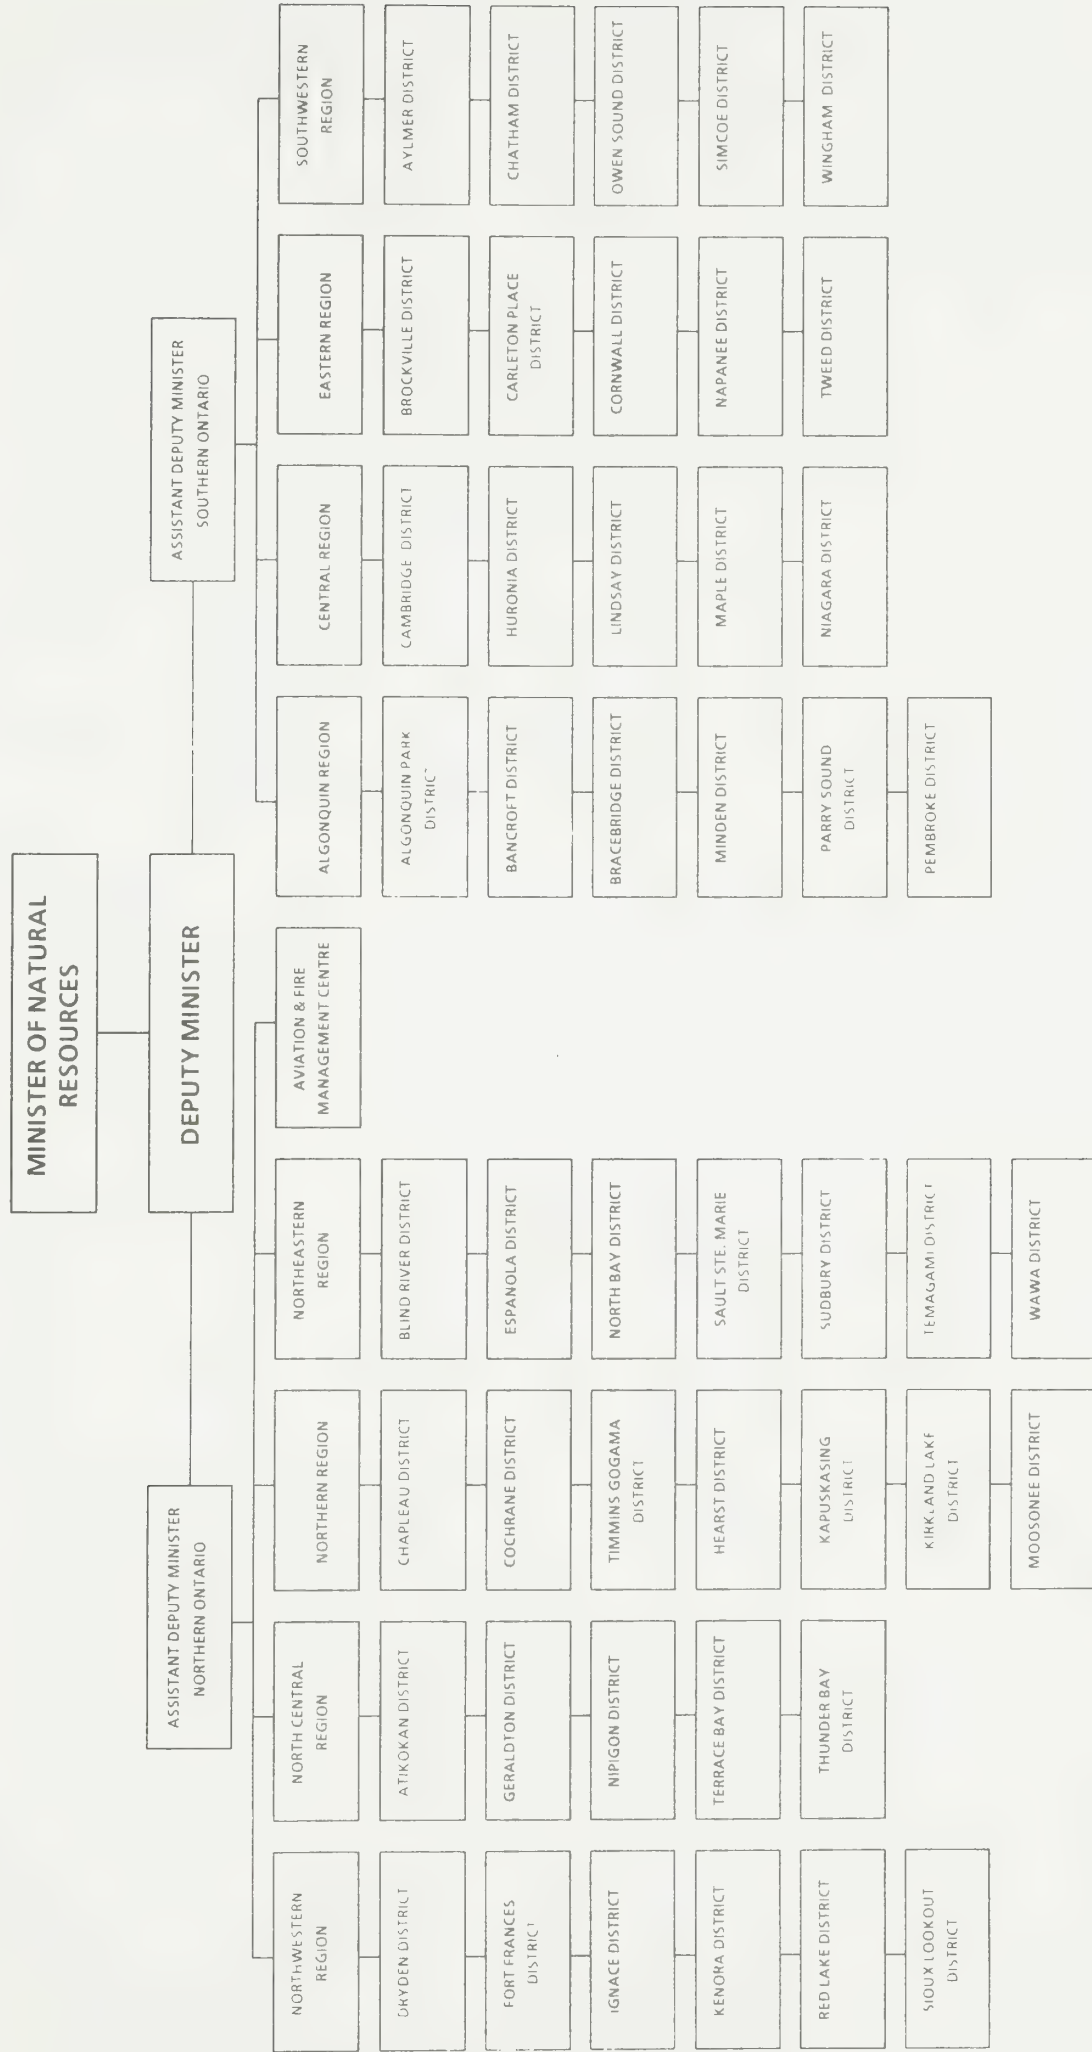 MINISTER OF NATURAL
RESOURCES
DEPUTY MINISTER
ASSISTANT DEPUTY MINISTER
NORTHERN ONTARIO
ASSISTANT DEPUTY MINISTER
SOUTHERN ONTARIO
NORTHWESTERN
REGION
DRYDEN DISTRICT
FORT FRANCES
DISTRICT
IGNACE DISTRICT
KENORA DISTRICT
RED LAKE DISTRICT
SIOUX LOOKOUT
DISTRICT
NORTH CENTRAL
REGION
ATIKOKAN DISTRICT
GERALDTON DISTRICT
NIPIGON DISTRICT
TERRACE BAY DISTRICT
THUNDER BAY
DISTRICT
NORTHERN REGION
CHAPLEAU DISTRICT
COCHRANE DISTRICT
TIMMINS GOGAMA
DISTRICT
HEARST DISTRICT
KAPUSKASING
DISTRICT
KIRKLAND LAKE
DISTRICT
MOOSONEE DISTRICT
NORTHEASTERN
REGION
BLIND RIVER DISTRICT
ESPANOLA DISTRICT
NORTH BAY DISTRICT
SAULT STE. MARIE
DISTRICT
SUDBURY DISTRICT
TEMAGAMI DISTRICT
WAWA DISTRICT
AVIATION & FIRE
MANAGEMENT CENTRE
ALGONQUIN REGION
ALGONQUIN PARK
DISTRICT
BANCROFT DISTRICT
BRACEBRIDGE DISTRICT
MINDEN DISTRICT
PARRY SOUND
DISTRICT
PEMBROKE DISTRICT
CENTRAL REGION
CAMBRIDGE DISTRICT
HURONIA DISTRICT
LINDSAY DISTRICT
MAPLE DISTRICT
NIAGARA DISTRICT
EASTERN REGION
BROCKVILLE DISTRICT
CARLETON PLACE
DISTRICT
CORNWALL DISTRICT
NAPANEE DISTRICT
TWEED DISTRICT
SOUTHWESTERN
REGION
AYLMER DISTRICT
CHATHAM DISTRICT
OWEN SOUND DISTRICT
SIMCOE DISTRICT
WINGHAM DISTRICT